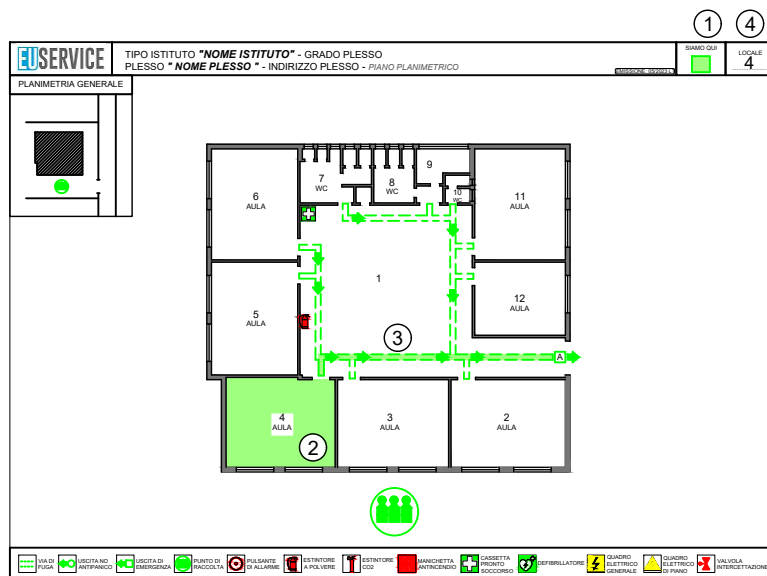 1
4
EUSERVICE
TIPO ISTITUTO "NOME ISTITUTO" - GRADO PLESSO
PLESSO " NOME PLESSO " - INDIRIZZO PLESSO - PIANO PLANIMETRICO
SIAMO QUI
LOCALE
4
PLANIMETRIA GENERALE
6
AULA
7
WC
8
WC
9
10
WC
11
AULA
5
AULA
1
12
AULA
3
A
4
AULA
2
3
AULA
2
AULA
VIA DI
FUGA
USCITA NO
ANTIPANICO
USCITA DI
EMERGENZA
PUNTO DI
RACCOLTA
PULSANTE
DI ALLARME
ESTINTORE
A POLVERE
ESTINTORE
CO2
MANICHETTA
ANTINCENDIO
CASSETTA
PRONTO
SOCCORSO
DEFIBRILLATORE
QUADRO
ELETTRICO
GENERALE
QUADRO
ELETTRICO
DI PIANO
VALVOLA
INTERCETTAZIONE